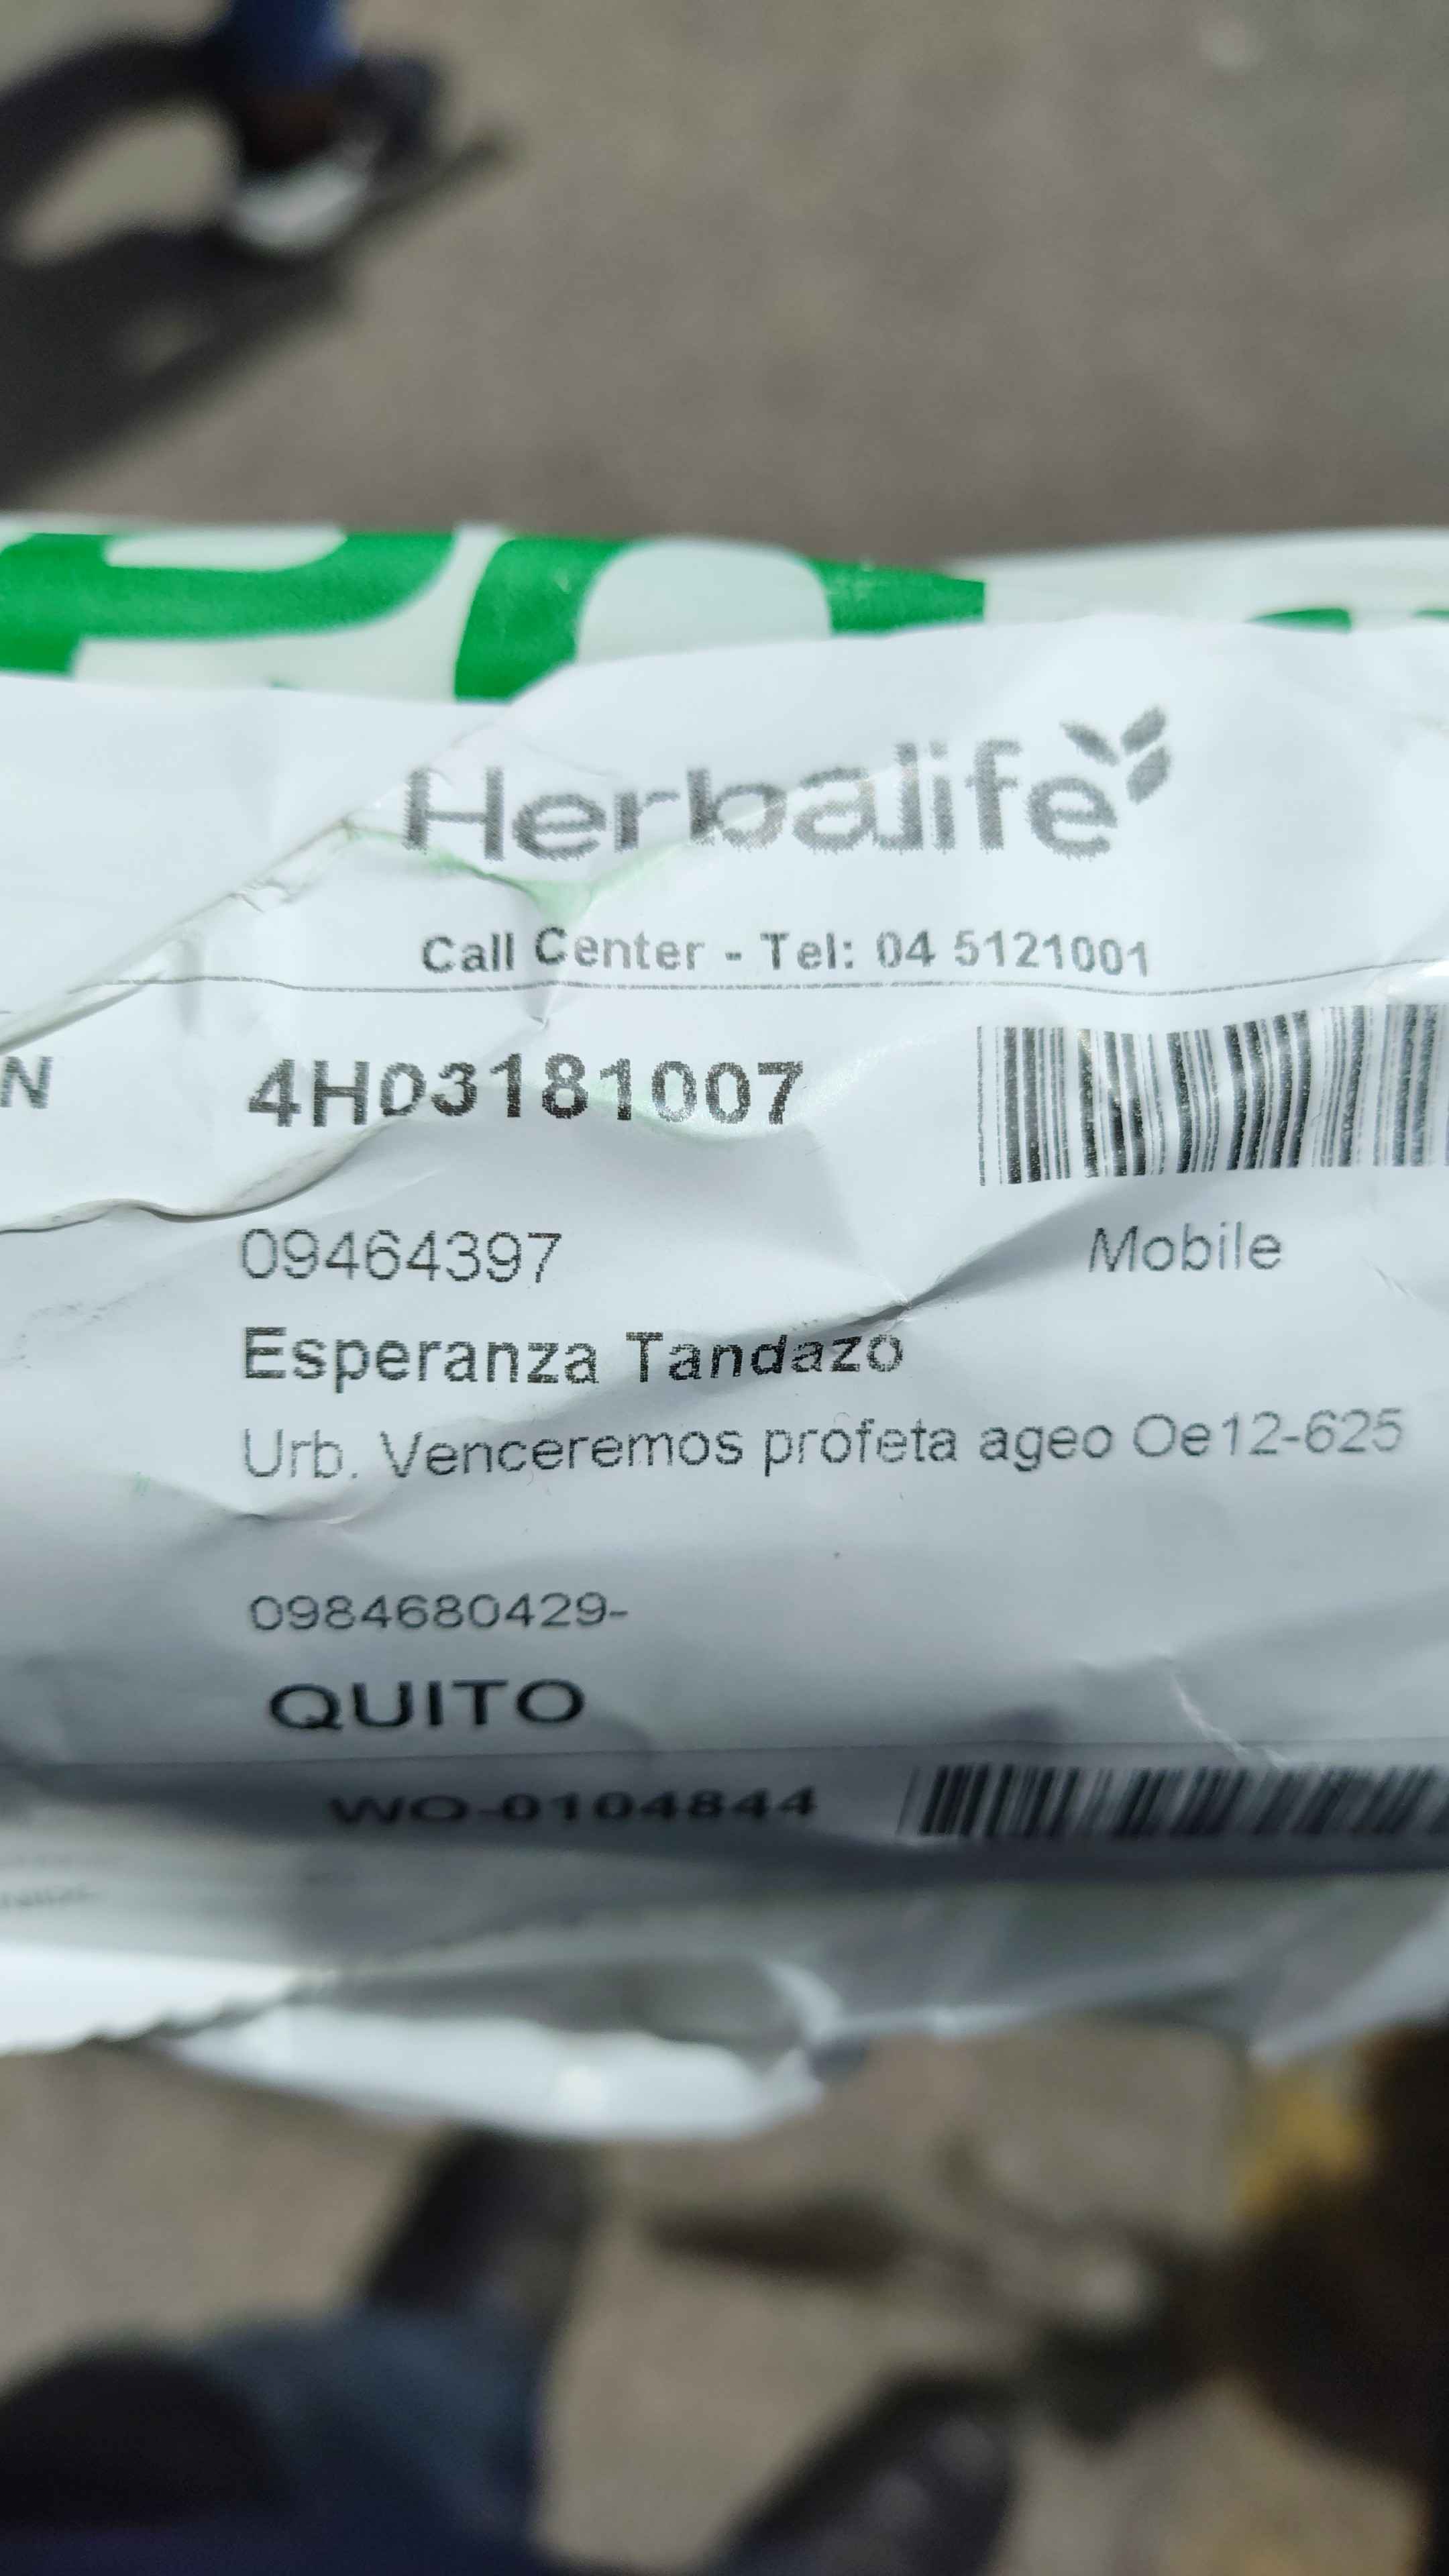 Herbalife
Call Center - Tel: 04 5121001
N
4H03181007
09464397
Mobile
Esperanza Tandazo
Urb. Venceremos profeta ageo Oe12-625
0984680429-
QUITO
WO-0104844